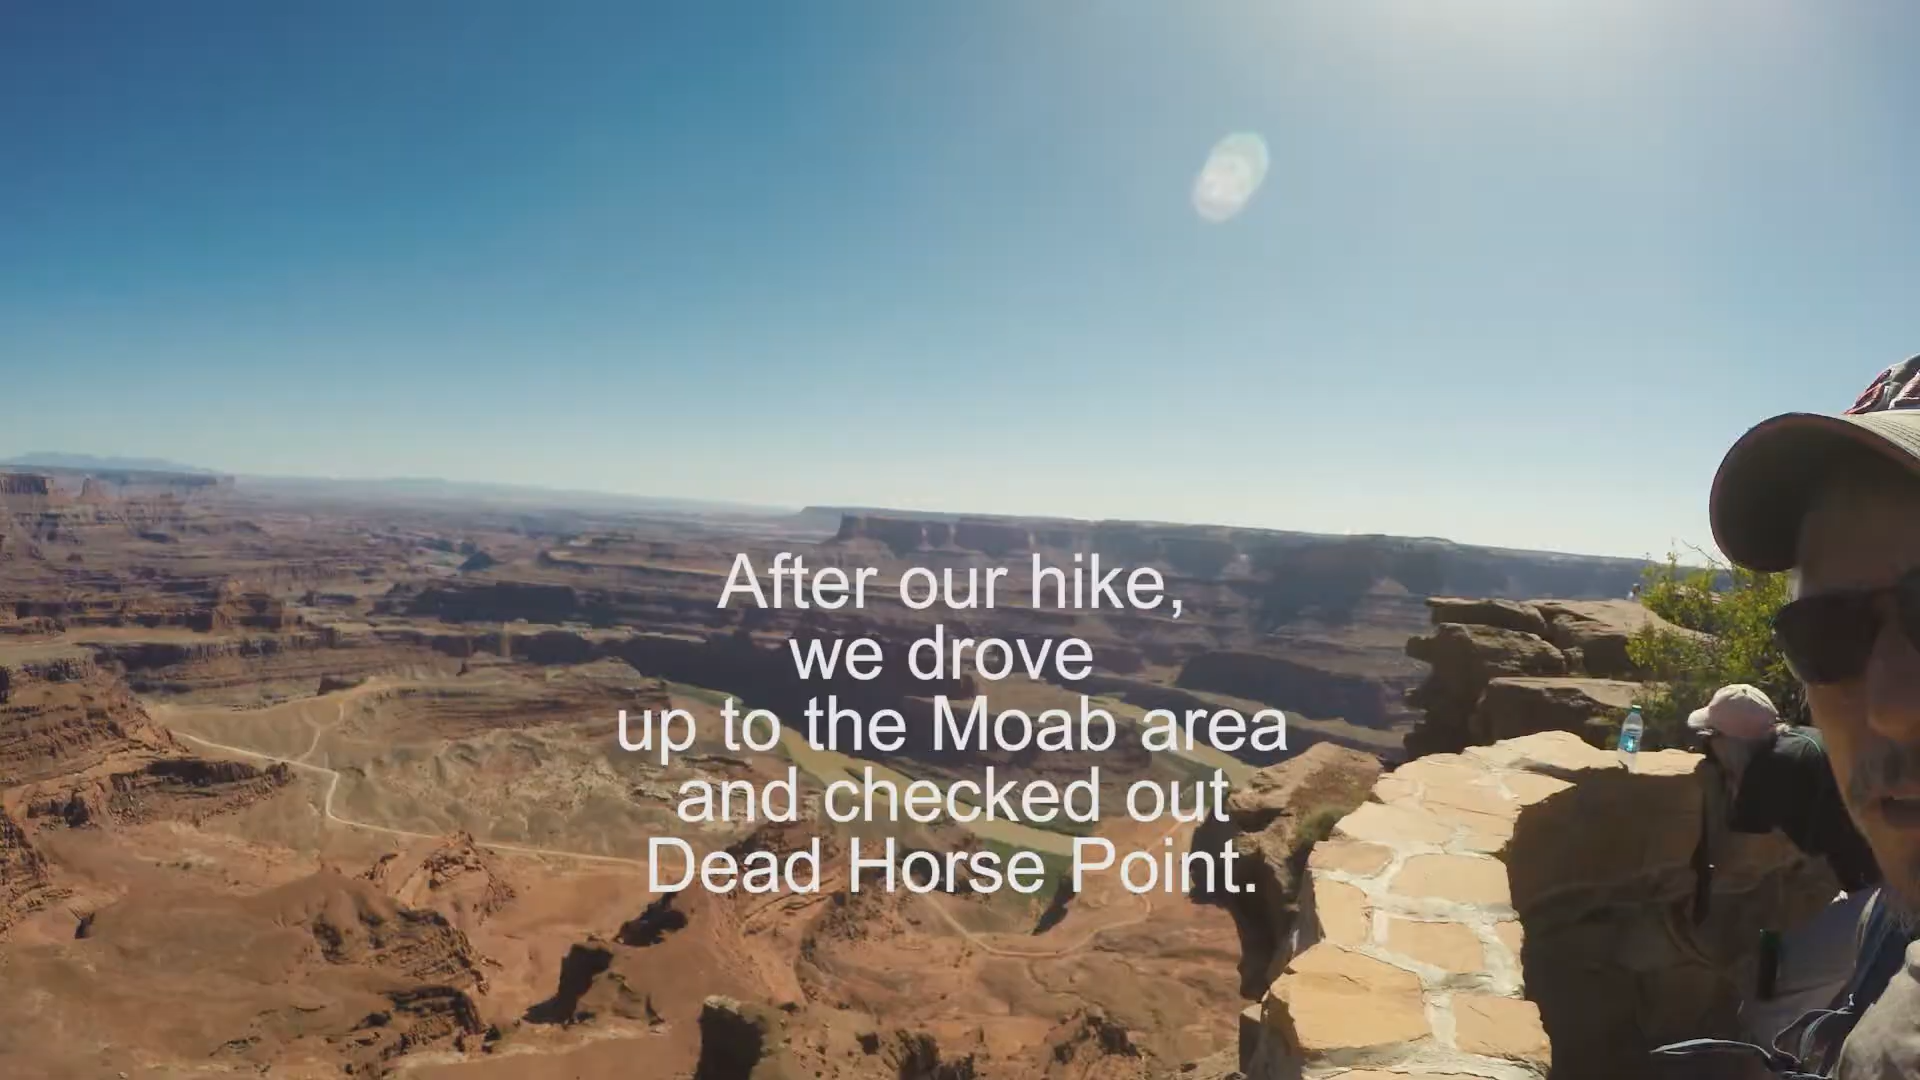 After our hike,
we drove
up to the Moab area
and checked out
Dead Horse Point.